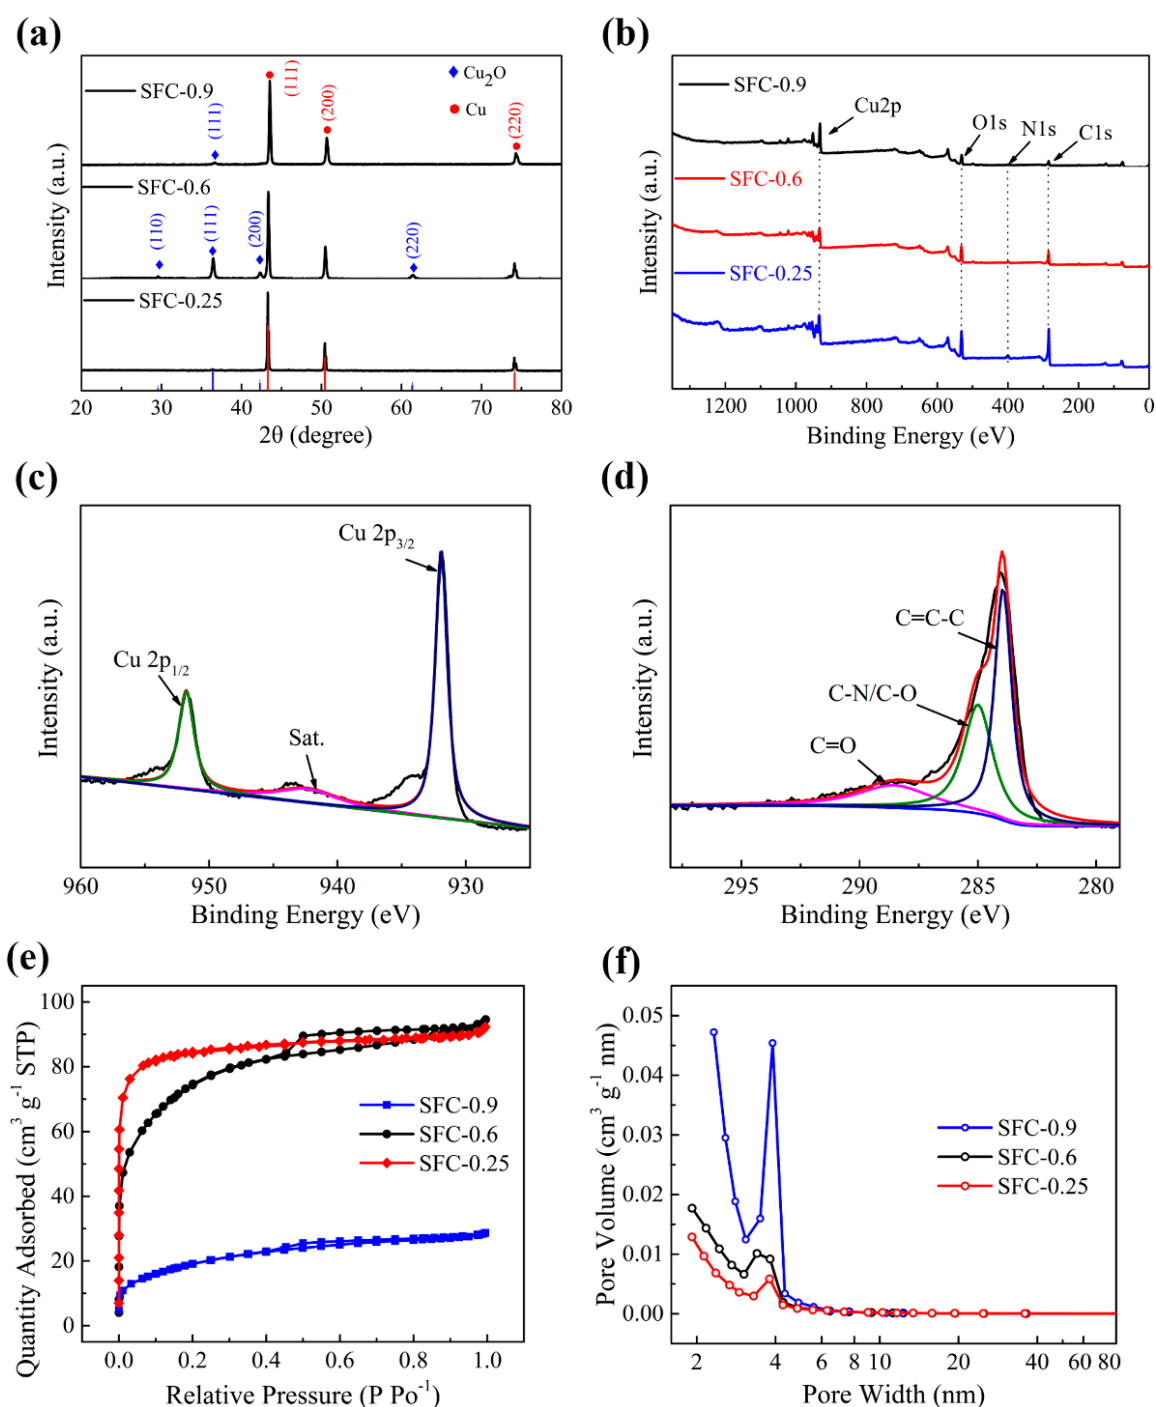 (a)
SFC-0.9
(111)
(111)
(200)
(220)
Cu₂O
Cu
SFC-0.6
(110)
(111)
(200)
(220)
SFC-0.25
Intensity (a.u.)
20 30 40 50 60 70 80
2θ (degree)
(b)
SFC-0.9
Cu2p
O1s
N1s
C1s
SFC-0.6
SFC-0.25
Intensity (a.u.)
1200 1000 800 600 400 200 0
Binding Energy (eV)
(c)
Cu 2p₃/₂
Cu 2p₁/₂
Sat.
Intensity (a.u.)
960 950 940 930
Binding Energy (eV)
(d)
C=C-C
C-N/C-O
C=O
Intensity (a.u.)
295 290 285 280
Binding Energy (eV)
(e)
100
80
60
40
20
0
SFC-0.9
SFC-0.6
SFC-0.25
Quantity Adsorbed (cm³ g⁻¹ STP)
0.0 0.2 0.4 0.6 0.8 1.0
Relative Pressure (P Po⁻¹)
(f)
0.05
0.04
0.03
0.02
0.01
0.00
SFC-0.9
SFC-0.6
SFC-0.25
Pore Volume (cm³ g⁻¹ nm)
2 4 6 8 10 20 40 60 80
Pore Width (nm)